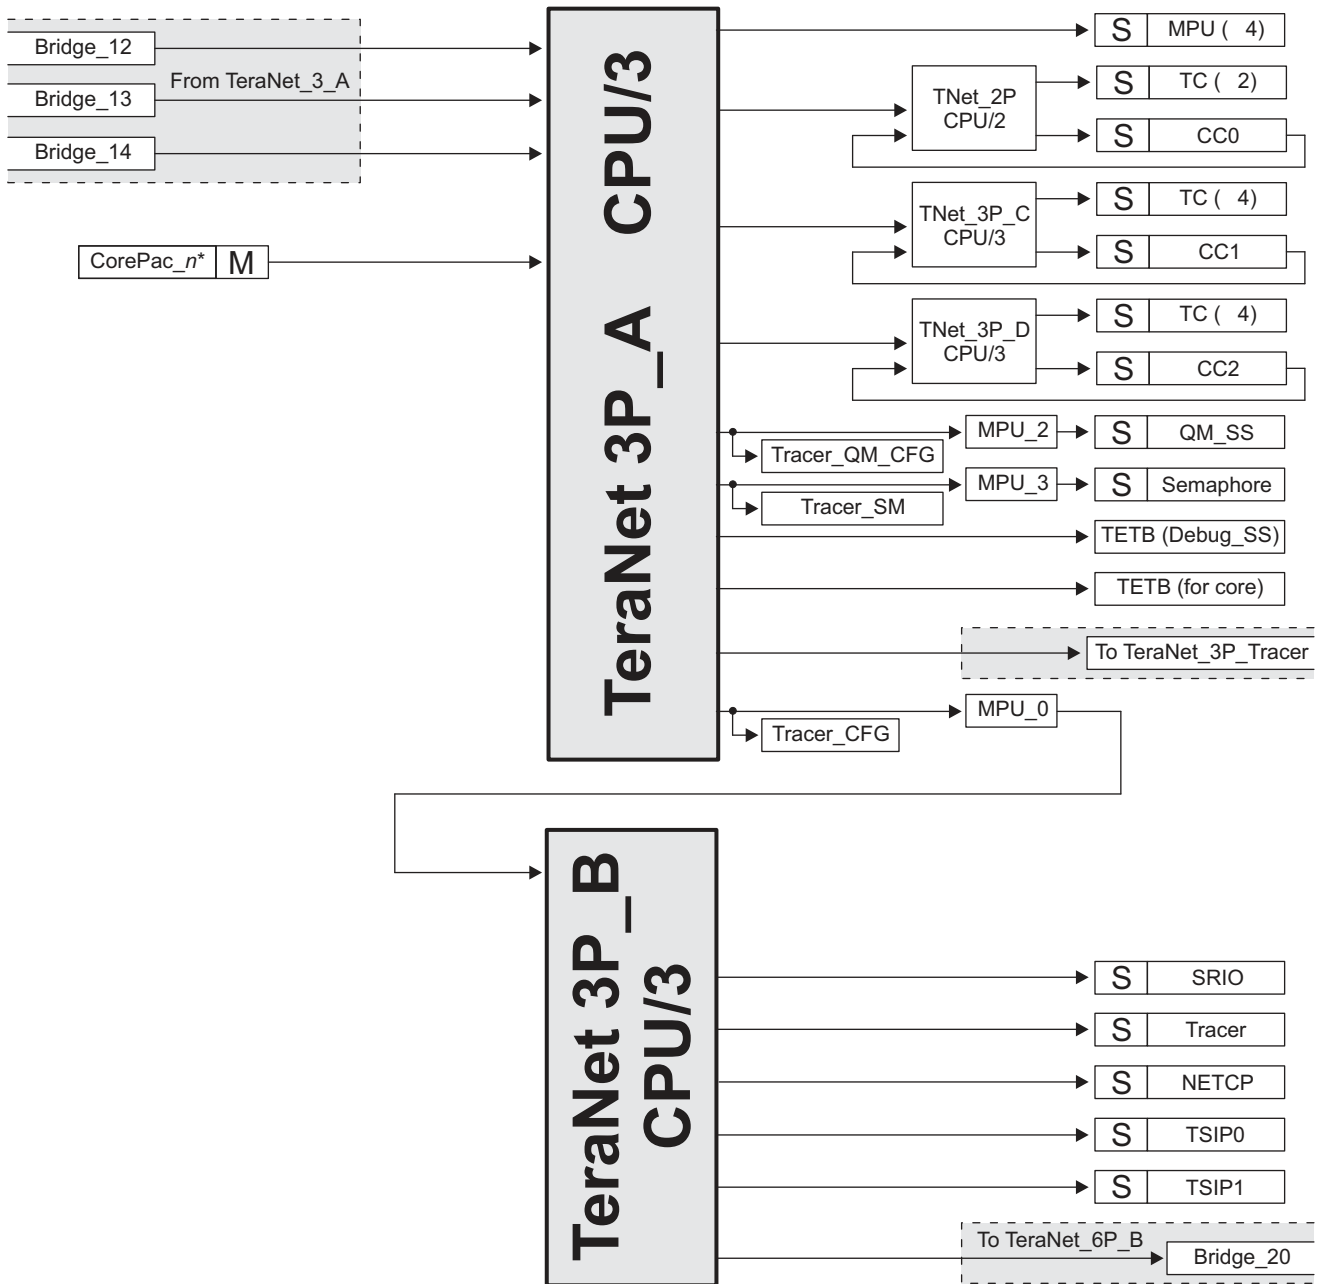 Bridge_12
From TeraNet_3_A
Bridge_13
Bridge_14
CorePac_n* M
TeraNet 3P_A CPU/3
S MPU ( 4)
TNet_2P
CPU/2
S TC ( 2)
S CC0
TNet_3P_C
CPU/3
S TC ( 4)
S CC1
TNet_3P_D
CPU/3
S TC ( 4)
S CC2
MPU_2
S QM_SS
Tracer_QM_CFG
MPU_3
S Semaphore
Tracer_SM
TETB (Debug_SS)
TETB (for core)
To TeraNet_3P_Tracer
MPU_0
Tracer_CFG
TeraNet 3P_B
CPU/3
S SRIO
S Tracer
S NETCP
S TSIP0
S TSIP1
To TeraNet_6P_B
Bridge_20